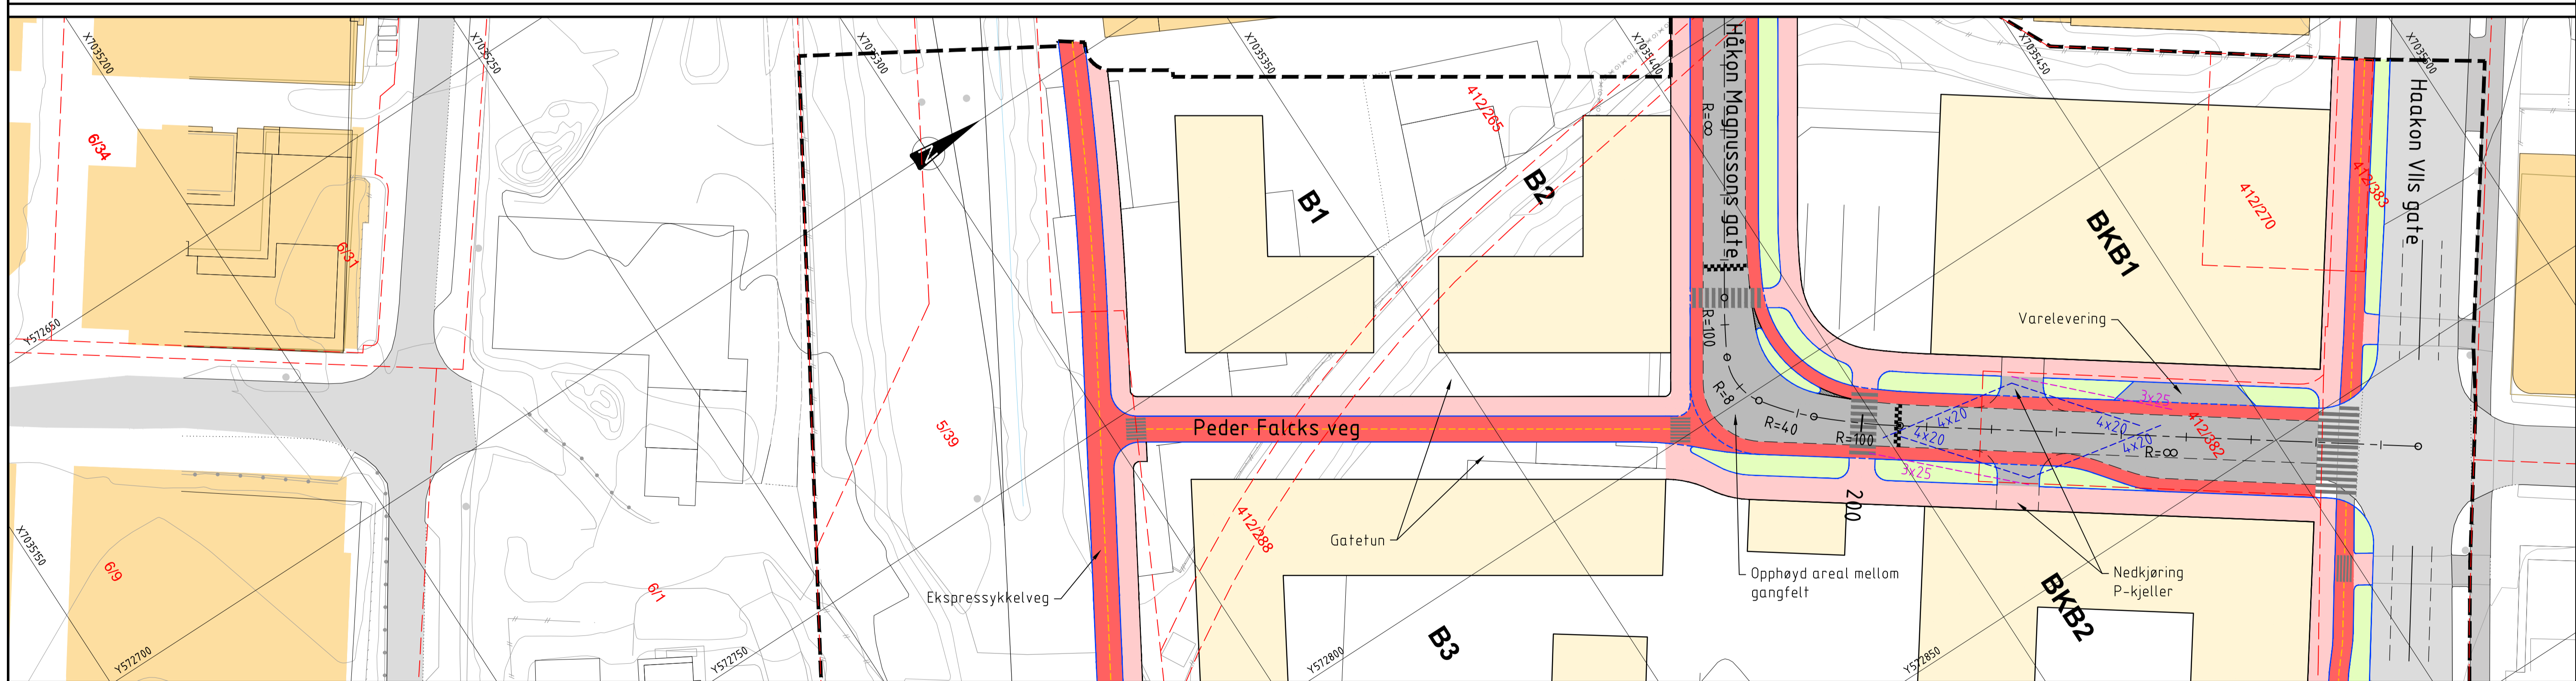 X7035200
X7035250
X7035300
X7035350
X7035400
X7035450
X7035500
6/34
6/31
N
412/265
B1
B2
Håkon Magnussons gate
R=∞
R=100
R=8
R=40
R=100
BKB1
412/270
412/383
Haakon VIIs gate
Varelevering
Y572650
5/39
Peder Falcks veg
3x25
4x20
4x20
4x20
4x20
412/382
R=∞
3x25
200
X7035150
6/9
6/1
412/288
Gatetun
Ekspressykkelveg
Opphøyd areal mellom
gangfelt
Nedkjøring
P-kjeller
BKB2
B3
Y572700
Y572750
Y572800
Y572850